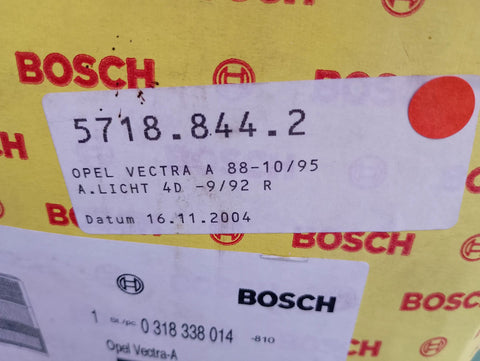 BOSCH
BOSCH
5718.844.2
OPEL VECTRA A 88-10/95
A.LICHT 4D -9/92 R
Datum 16.11.2004
BOSCH
BOSCH
1 St./pc 0 318 338 014 -810
Opel Vectra-A